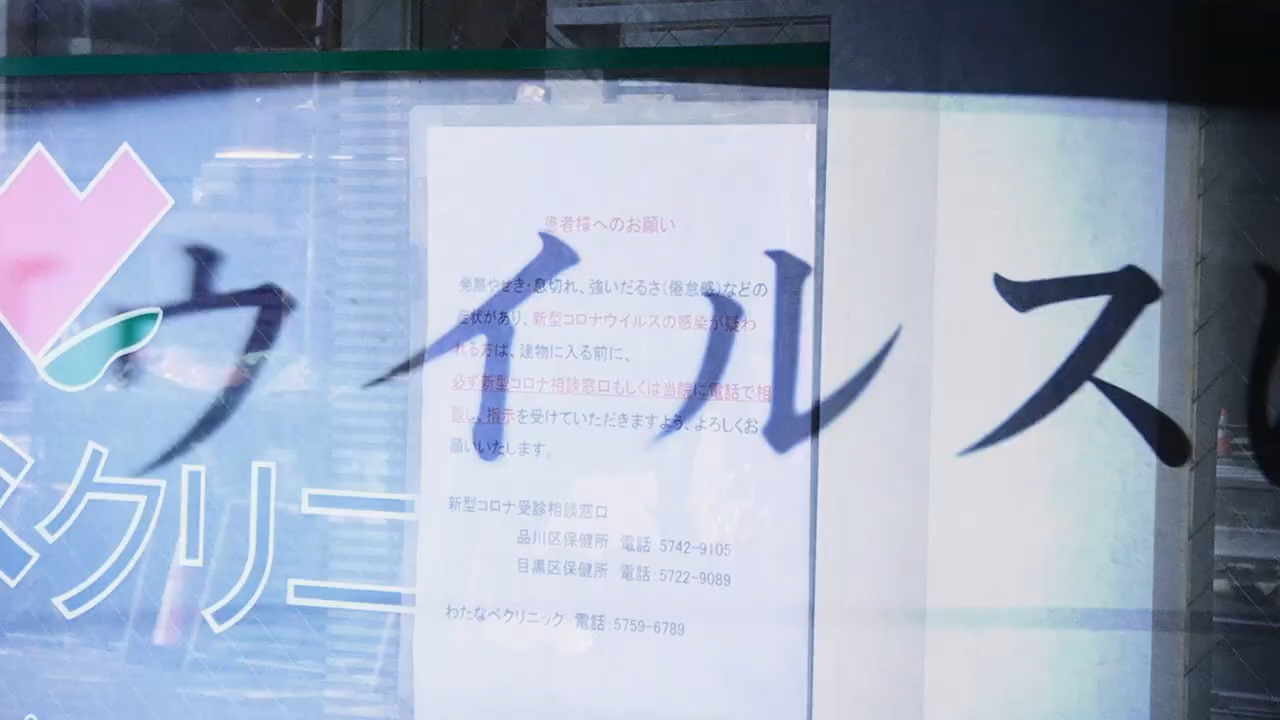 患者様へのお願い
発熱やせき・息切れ、強いだるさ(倦怠感)などの
症状があり、新型コロナウイルスの感染が疑わ
れる方は、建物に入る前に、
必ず新型コロナ相談窓口もしくは当院に電話で相
談し、指示を受けていただきますよう、よろしくお
願いいたします。
新型コロナ受診相談窓口
品川区保健所 電話:5742-9105
目黒区保健所 電話:5722-9089
わたなべクリニック 電話:5759-6789
ウイルス
クリニ